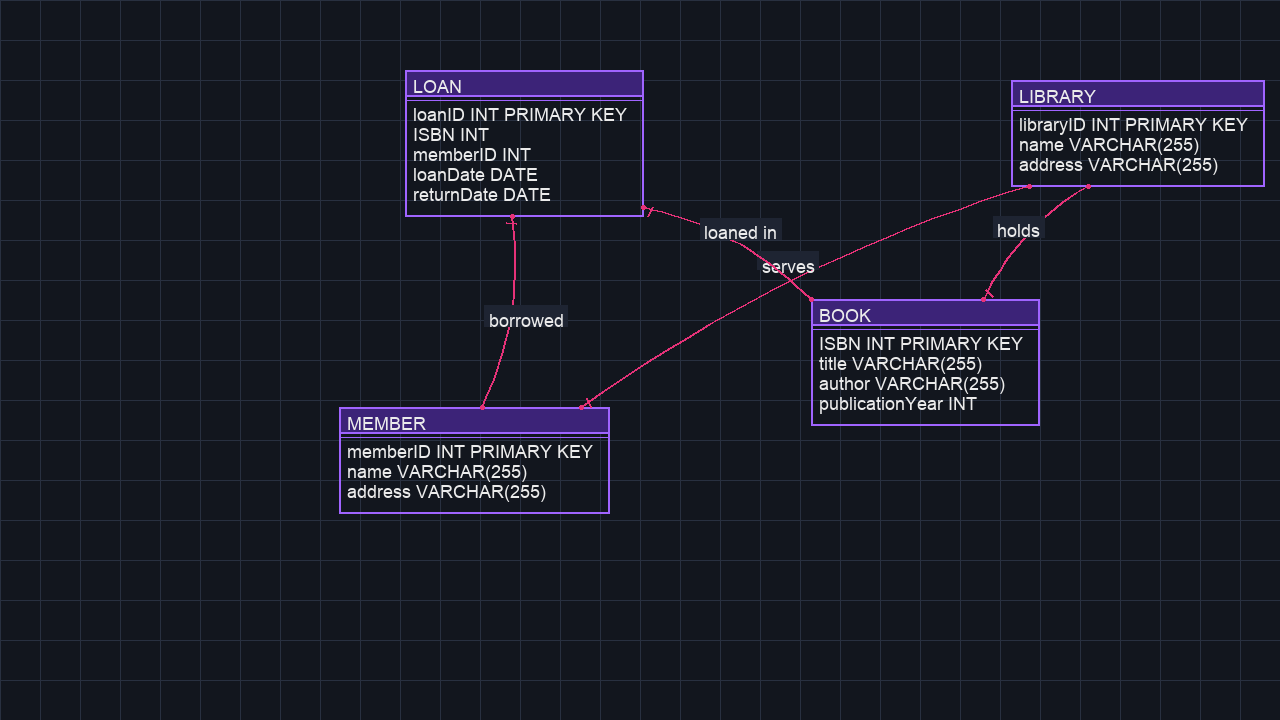 LOAN
loanID INT PRIMARY KEY
ISBN INT
memberID INT
loanDate DATE
returnDate DATE
LIBRARY
libraryID INT PRIMARY KEY
name VARCHAR(255)
address VARCHAR(255)
loaned in
holds
serves
borrowed
BOOK
ISBN INT PRIMARY KEY
title VARCHAR(255)
author VARCHAR(255)
publicationYear INT
MEMBER
memberID INT PRIMARY KEY
name VARCHAR(255)
address VARCHAR(255)